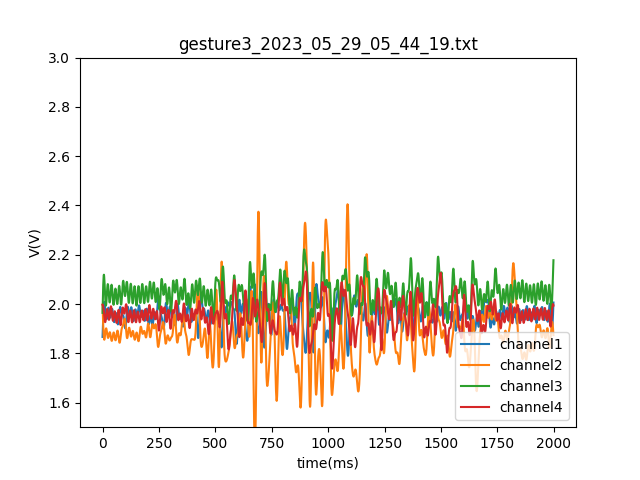 gesture3_2023_05_29_05_44_19.txt
3.0
2.8
2.6
2.4
2.2
2.0
1.8
1.6
V(V)
channel1
channel2
channel3
channel4
0 250 500 750 1000 1250 1500 1750 2000
time(ms)